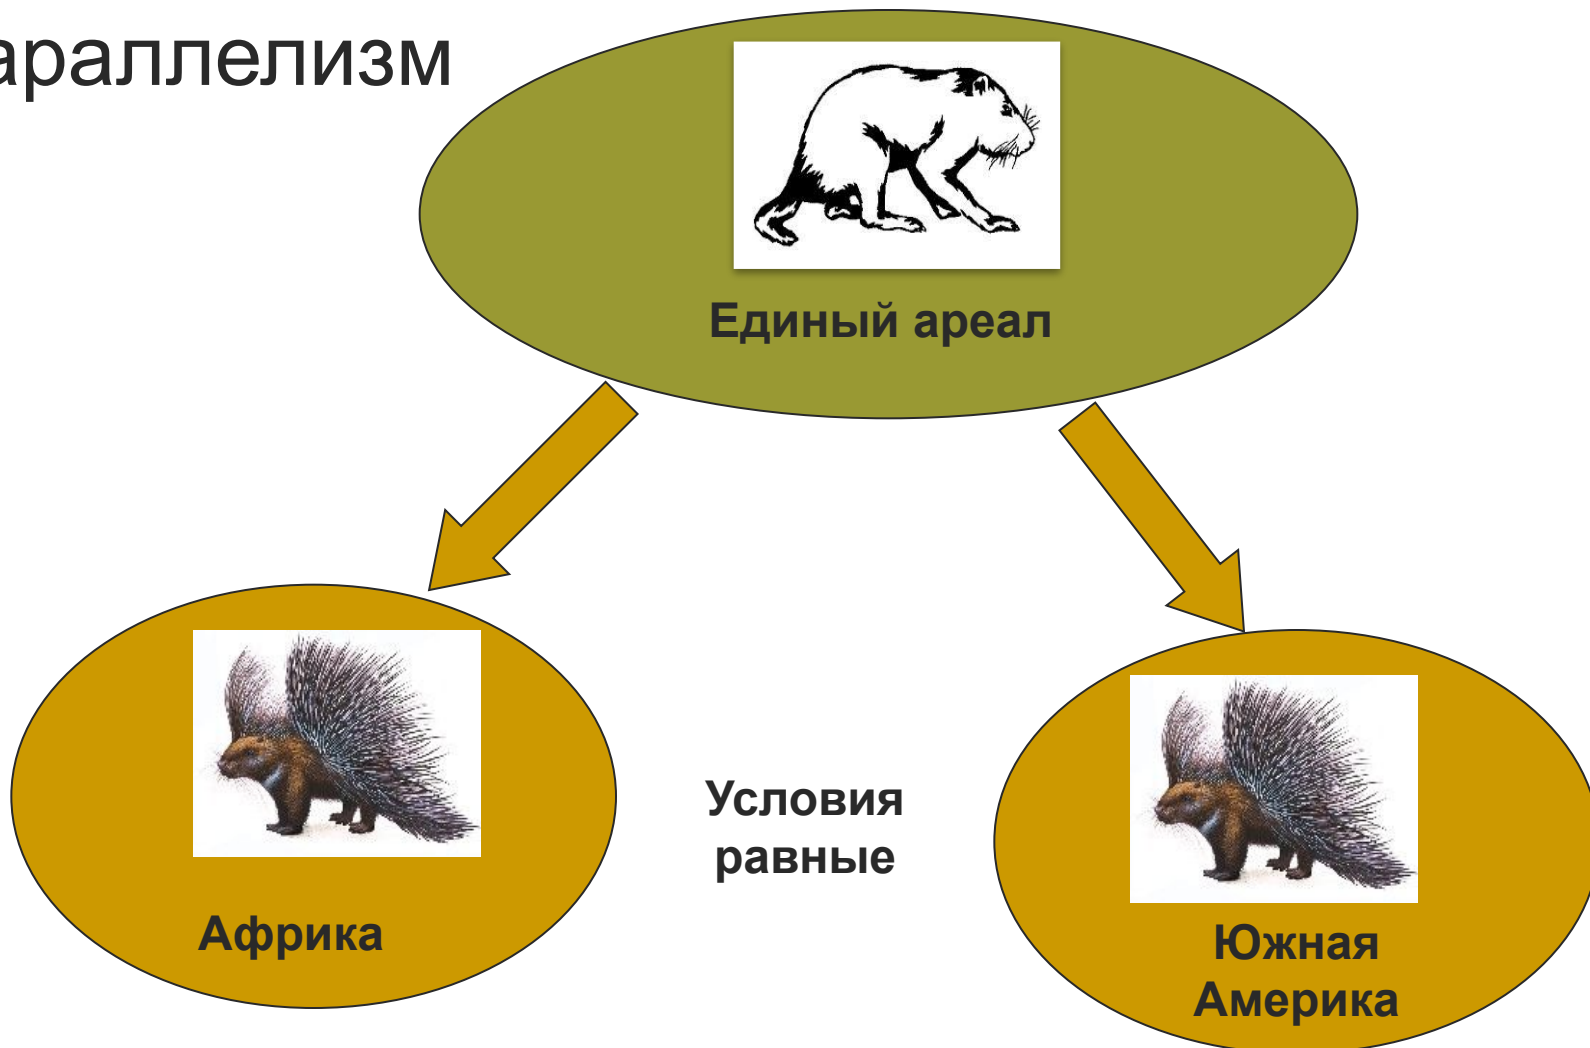 араллелизм
Единый ареал
Условия
равные
Африка
Южная
Америка